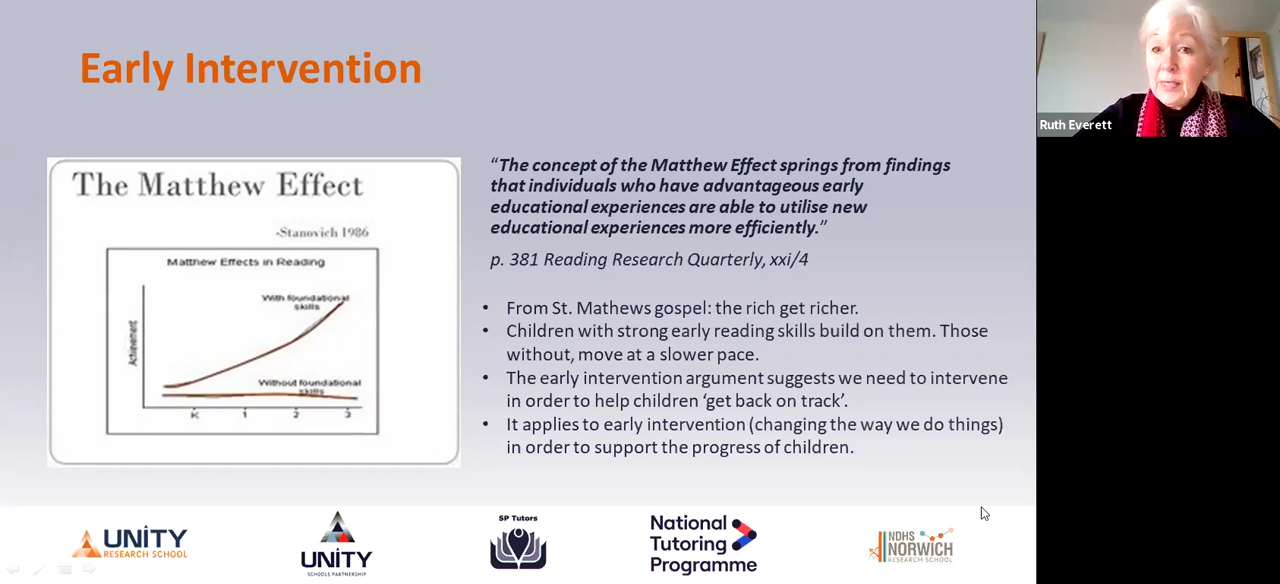 Early Intervention
The Matthew Effect
-Stanovich 1986
Matthew Effects in Reading
With foundational
skills
Achievement
Without foundational
skills
K
1
2
3
“The concept of the Matthew Effect springs from findings
that individuals who have advantageous early
educational experiences are able to utilise new
educational experiences more efficiently.”
p. 381 Reading Research Quarterly, xxi/4
• From St. Mathews gospel: the rich get richer.
• Children with strong early reading skills build on them. Those
without, move at a slower pace.
• The early intervention argument suggests we need to intervene
in order to help children ‘get back on track’.
• It applies to early intervention (changing the way we do things)
in order to support the progress of children.
Ruth Everett
UNITY
RESEARCH SCHOOL
UNITY
SCHOOLS PARTNERSHIP
SP Tutors
National
Tutoring
Programme
NDHS
NORWICH
RESEARCH SCHOOL